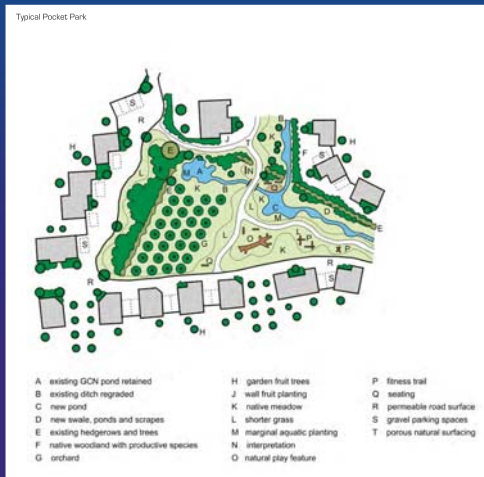 Typical Pocket Park
S
R
H
J
T
K
B
F
S
H
E
F
L
M
A
N
K
B
Q
L
K
C
M
D
E
S
G
L
O
L
P
K
P
Q
R
R
S
H
A existing GCN pond retained
B existing ditch regraded
C new pond
D new swale, ponds and scrapes
E existing hedgerows and trees
F native woodland with productive species
G orchard
H garden fruit trees
J wall fruit planting
K native meadow
L shorter grass
M marginal aquatic planting
N interpretation
O natural play feature
P fitness trail
Q seating
R permeable road surface
S gravel parking spaces
T porous natural surfacing